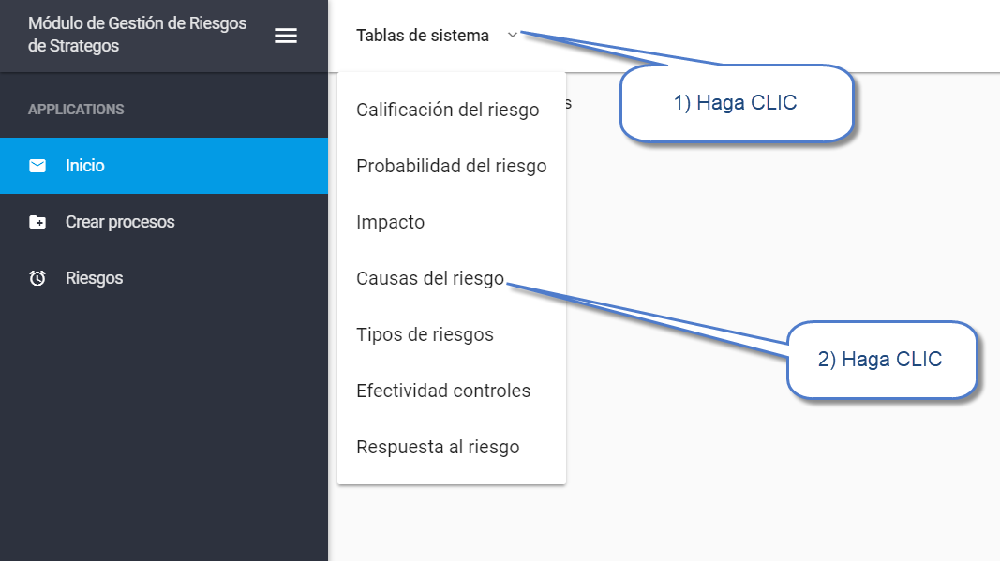 Módulo de Gestión de Riesgos
de Strategos
Tablas de sistema
1) Haga CLIC
APPLICATIONS
Inicio
Crear procesos
Riesgos
Calificación del riesgo
Probabilidad del riesgo
Impacto
Causas del riesgo
Tipos de riesgos
Efectividad controles
Respuesta al riesgo
2) Haga CLIC